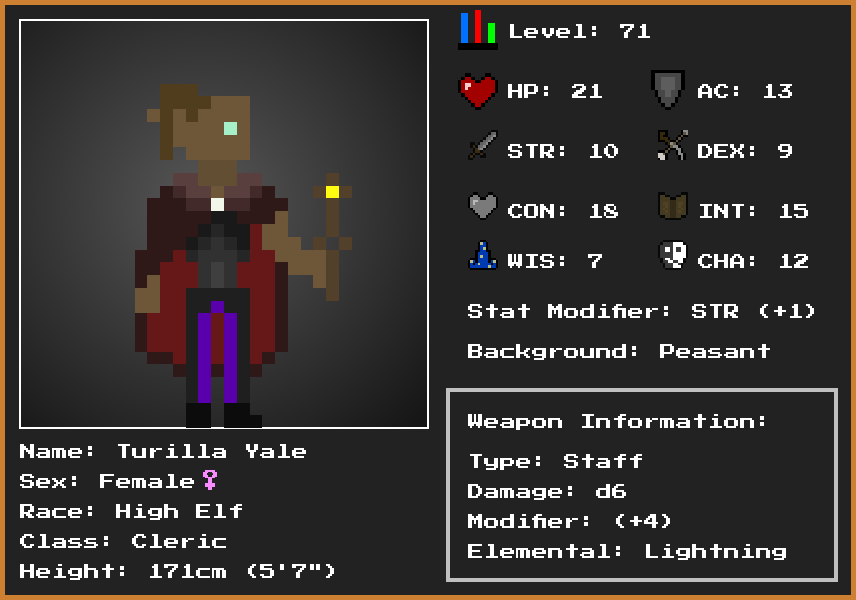 Level: 71
HP: 21
AC: 13
STR: 10
DEX: 9
CON: 18
INT: 15
WIS: 7
CHA: 12
Stat Modifier: STR (+1)
Background: Peasant
Weapon Information:
Type: Staff
Damage: d6
Modifier: (+4)
Elemental: Lightning
Name: Turilla Yale
Sex: Female♀
Race: High Elf
Class: Cleric
Height: 171cm (5'7")